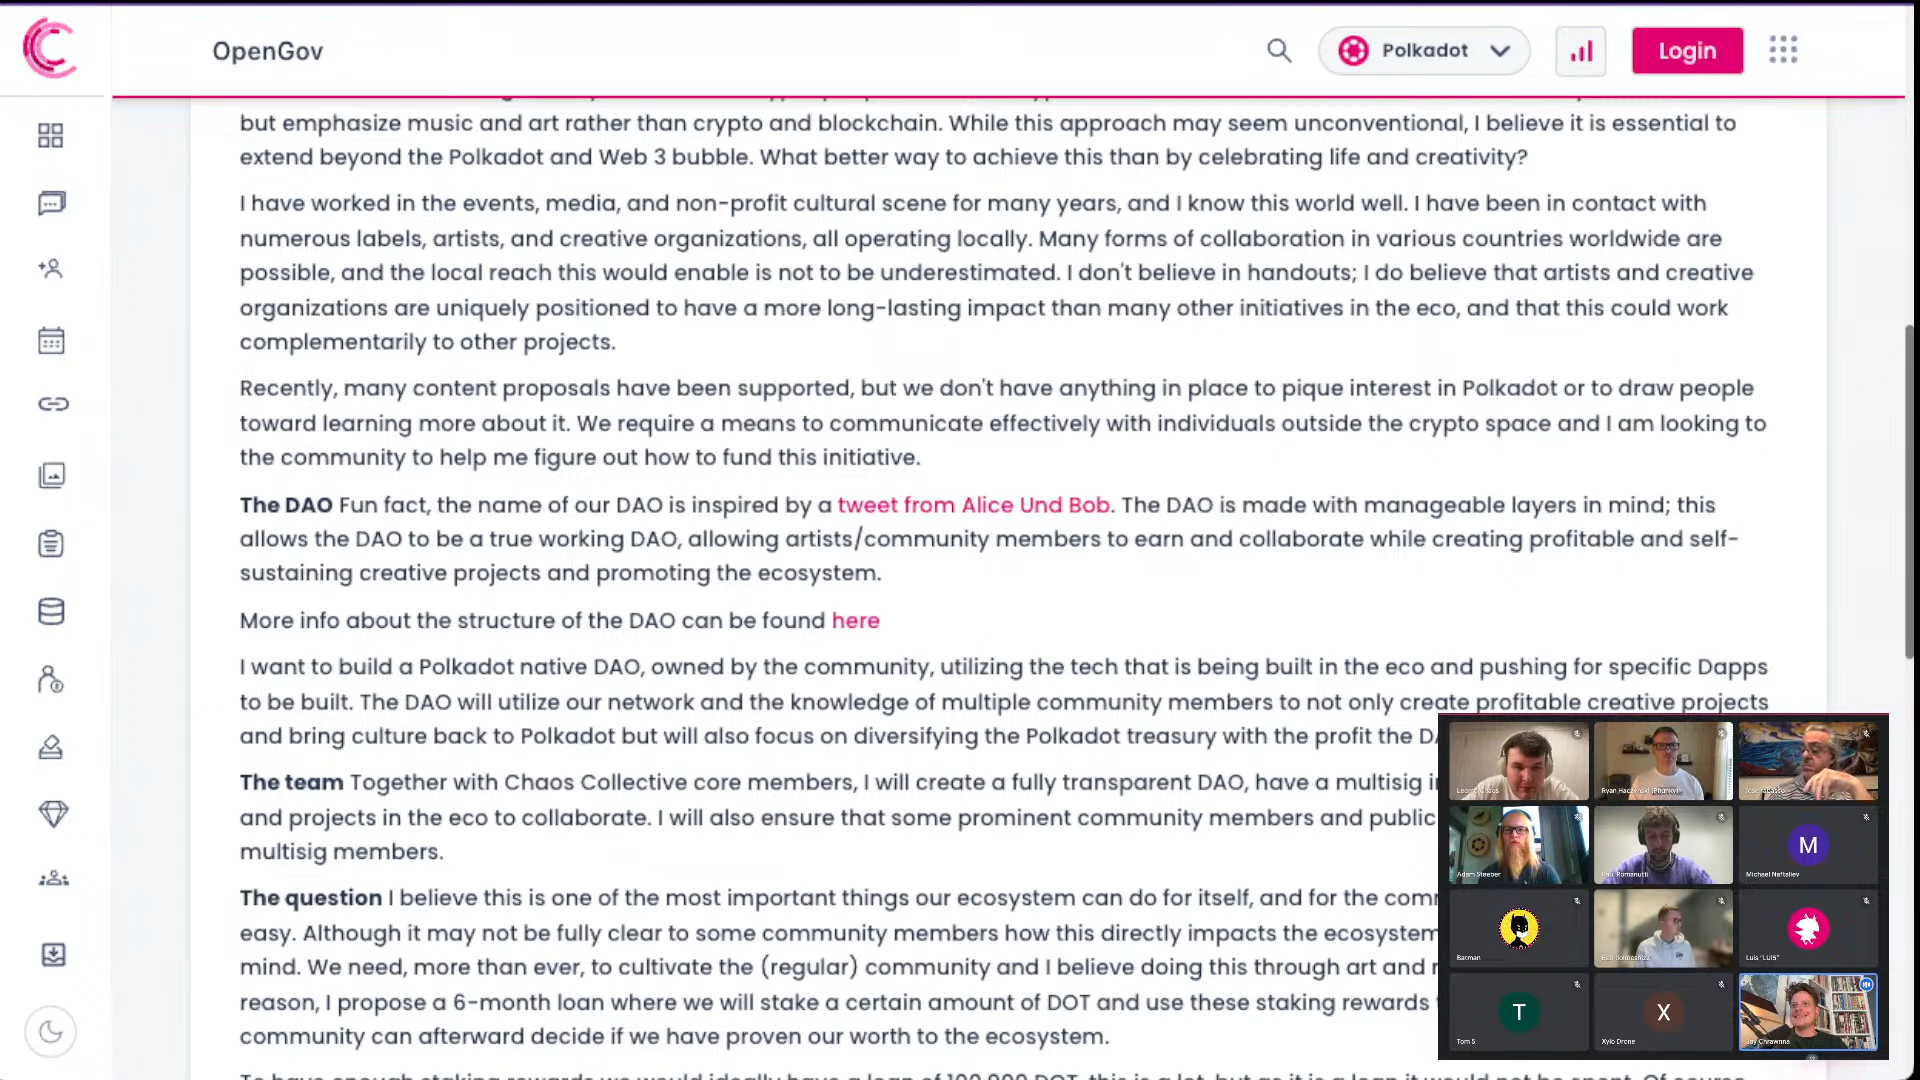 OpenGov
Polkadot
Login
but emphasize music and art rather than crypto and blockchain. While this approach may seem unconventional, I believe it is essential to
extend beyond the Polkadot and Web 3 bubble. What better way to achieve this than by celebrating life and creativity?
I have worked in the events, media, and non-profit cultural scene for many years, and I know this world well. I have been in contact with
numerous labels, artists, and creative organizations, all operating locally. Many forms of collaboration in various countries worldwide are
possible, and the local reach this would enable is not to be underestimated. I don't believe in handouts; I do believe that artists and creative
organizations are uniquely positioned to have a more long-lasting impact than many other initiatives in the eco, and that this could work
complementarily to other projects.
Recently, many content proposals have been supported, but we don't have anything in place to pique interest in Polkadot or to draw people
toward learning more about it. We require a means to communicate effectively with individuals outside the crypto space and I am looking to
the community to help me figure out how to fund this initiative.
The DAO Fun fact, the name of our DAO is inspired by a tweet from Alice Und Bob. The DAO is made with manageable layers in mind; this
allows the DAO to be a true working DAO, allowing artists/community members to earn and collaborate while creating profitable and self-
sustaining creative projects and promoting the ecosystem.
More info about the structure of the DAO can be found here
I want to build a Polkadot native DAO, owned by the community, utilizing the tech that is being built in the eco and pushing for specific Dapps
to be built. The DAO will utilize our network and the knowledge of multiple community members to not only create profitable creative projects
and bring culture back to Polkadot but will also focus on diversifying the Polkadot treasury with the profit the
The team Together with Chaos Collective core members, I will create a fully transparent DAO, have a multisig
and projects in the eco to collaborate. I will also ensure that some prominent community members and public
multisig members.
The question I believe this is one of the most important things our ecosystem can do for itself, and for the
easy. Although it may not be fully clear to some community members how this directly impacts the ecosystem
mind. We need, more than ever, to cultivate the (regular) community and I believe doing this through art and
reason, I propose a 6-month loan where we will stake a certain amount of DOT and use these staking rewards
community can afterward decide if we have proven our worth to the ecosystem.
Adam Steeber
Paul Romanutti
M
Michael Naftaliev
Batman
Luis "LUIS"
T
Tom S
X
Xylo Drone
Jay Chrawnna